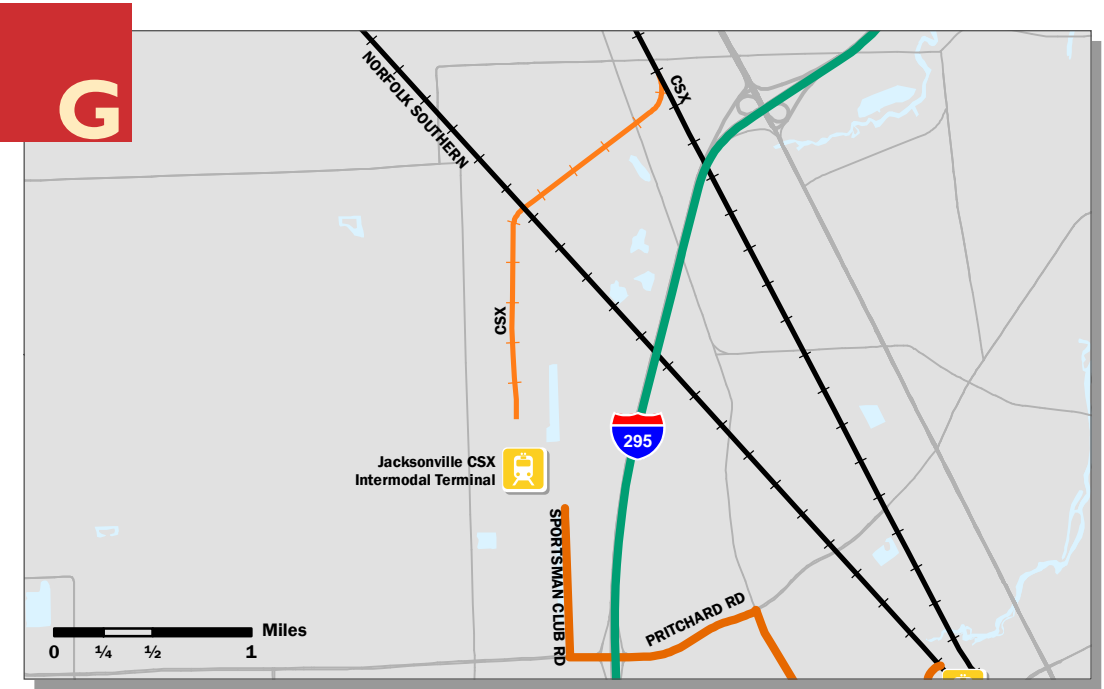 G
NORFOLK SOUTHERN
CSX
CSX
295
Jacksonville CSX
Intermodal Terminal
SPORTSMAN CLUB RD
PRITCHARD RD
Miles
0 ¼ ½ 1